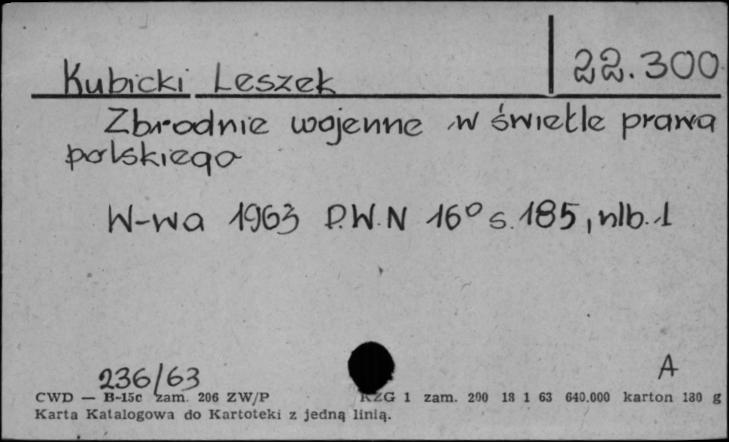 Kubicki Leszek 22.300
Zbrodnie wojenne w świetle prawa
polskiego
W-wa 1963 P.W.N 16° s. 185, nlb. 1
236/63 A
CWD — B-15c zam. 206 ZW/P KZG 1 zam. 200 18 1 63 640.000 karton 180 g
Karta Katalogowa do Kartoteki z jedną linią.